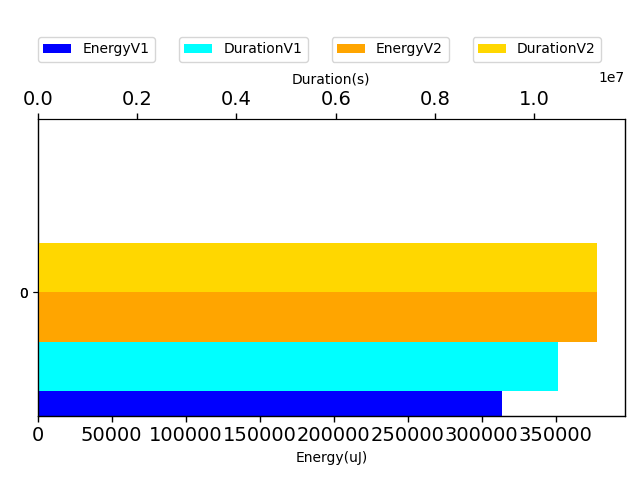 EnergyV1 DurationV1 EnergyV2 DurationV2
Duration(s)
1e7
0.0 0.2 0.4 0.6 0.8 1.0
0
0 50000 100000 150000 200000 250000 300000 350000
Energy(uJ)